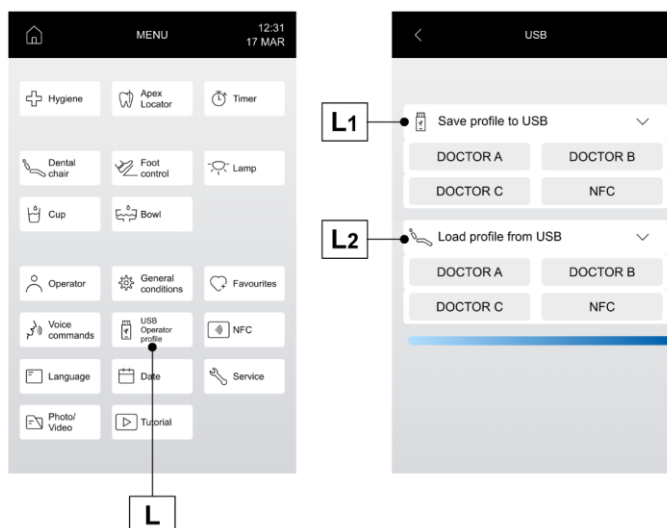 MENU
12:31
17 MAR
Hygiene
Apex
Locator
Timer
Dental
chair
Foot
control
Lamp
Cup
Bowl
Operator
General
conditions
Favourites
Voice
commands
USB
Operator
profile
NFC
Language
Date
Service
Photo/
Video
Tutorial
L
USB
L1
Save profile to USB
DOCTOR A
DOCTOR B
DOCTOR C
NFC
L2
Load profile from USB
DOCTOR A
DOCTOR B
DOCTOR C
NFC